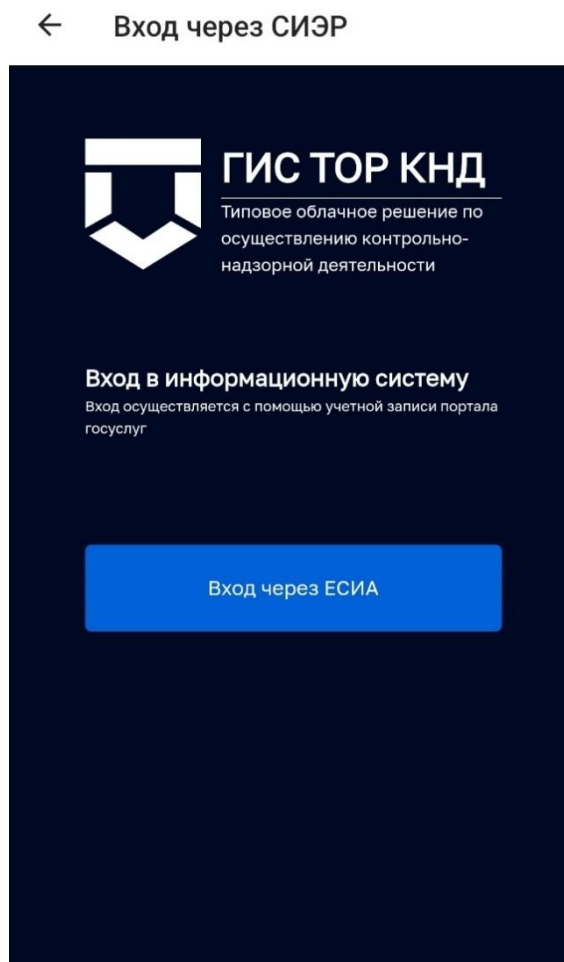 Вход через СИЭР
ГИС ТОР КНД
Типовое облачное решение по
осуществлению контрольно-
надзорной деятельности
Вход в информационную систему
Вход осуществляется с помощью учетной записи портала
госуслуг
Вход через ЕСИА